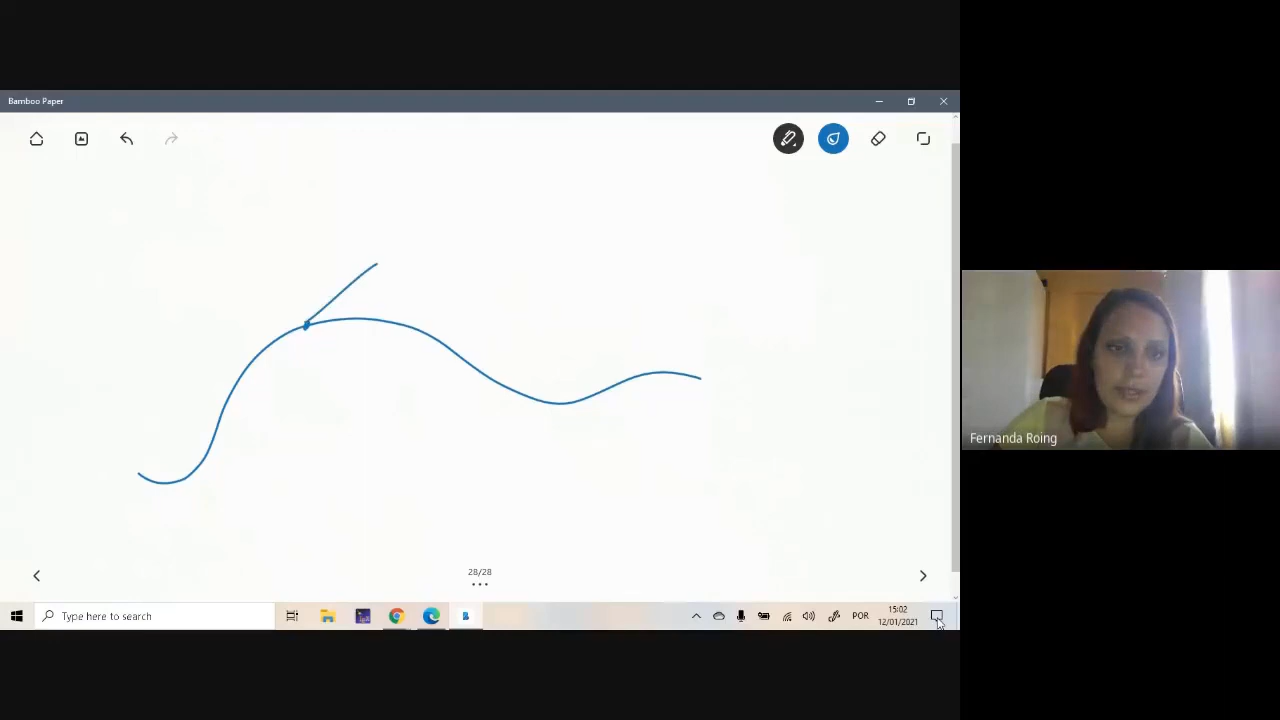 Bamboo Paper
Fernanda Roing
28/28
Type here to search
POR
15:02
12/01/2021